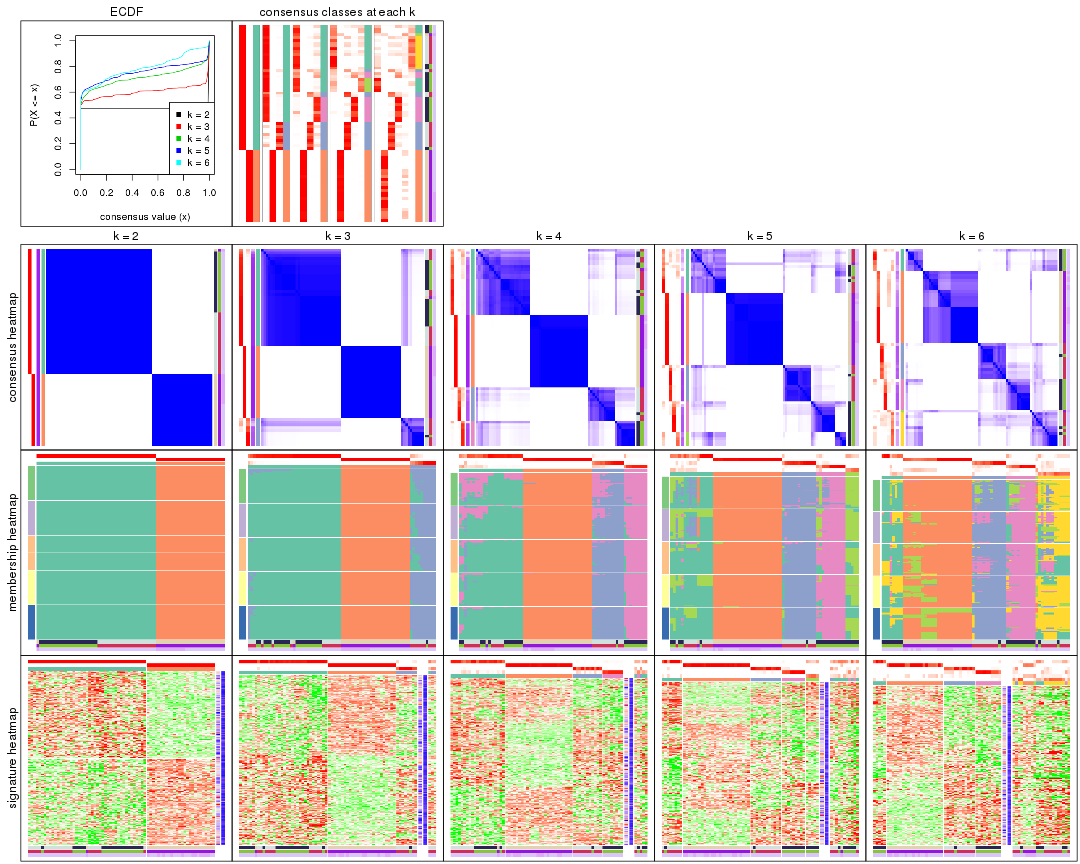 ECDF
consensus classes at each k
P(X <= x)
0.0 0.2 0.4 0.6 0.8 1.0
k = 2
k = 3
k = 4
k = 5
k = 6
0.0 0.2 0.4 0.6 0.8 1.0
consensus value (x)
k = 2 k = 3 k = 4 k = 5 k = 6
consensus heatmap
membership heatmap
signature heatmap